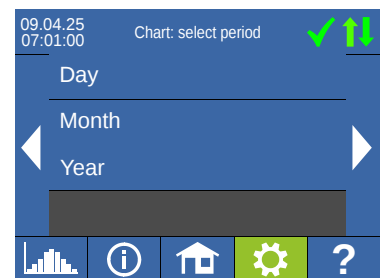 09.04.25
07:01:00
Chart: select period
Day
Month
Year
?